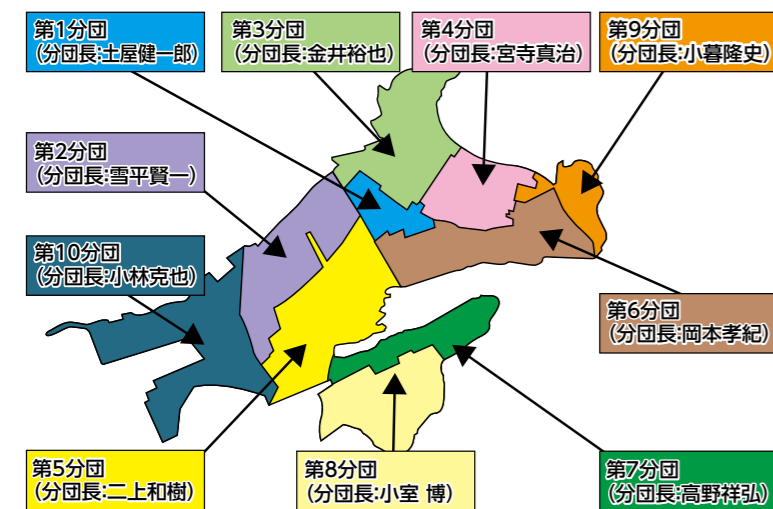 第1分団
(分団長:土屋健一郎)
第3分団
(分団長:金井裕也)
第4分団
(分団長:宮寺真治)
第9分団
(分団長:小暮隆史)
第2分団
(分団長:雪平賢一)
第10分団
(分団長:小林克也)
第6分団
(分団長:岡本孝紀)
第5分団
(分団長:二上和樹)
第8分団
(分団長:小室 博)
第7分団
(分団長:高野祥弘)